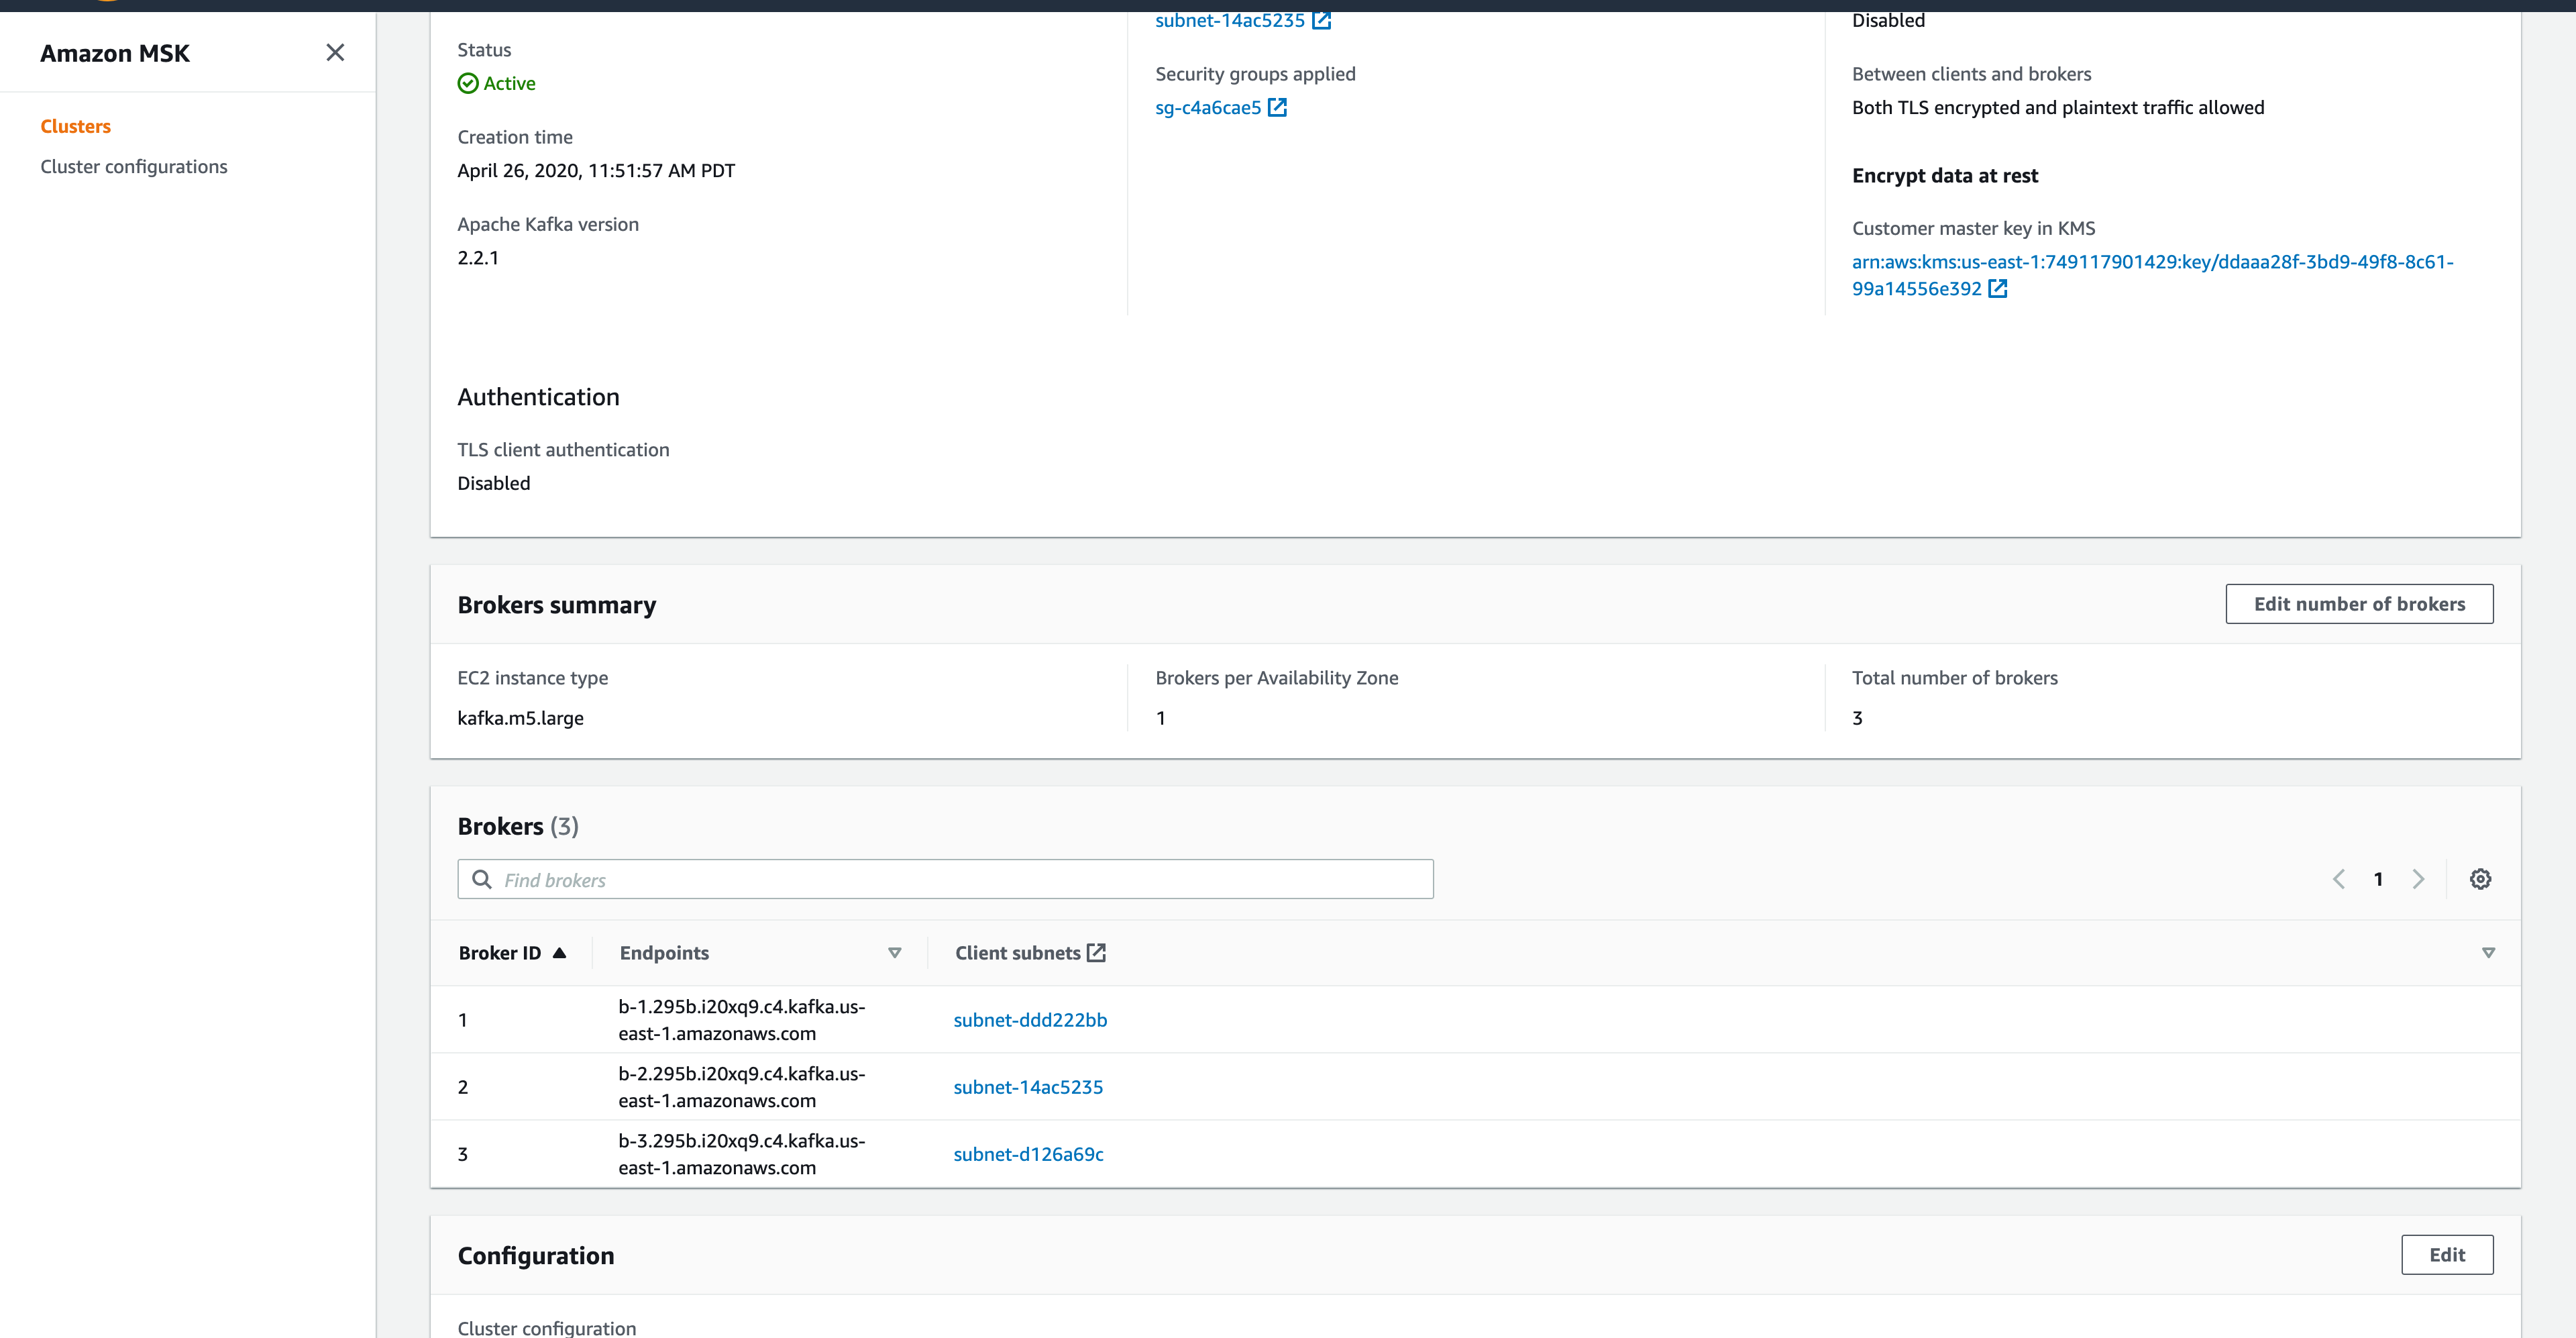 Amazon MSK
Clusters
Cluster configurations
Status
Active
Creation time
April 26, 2020, 11:51:57 AM PDT
Apache Kafka version
2.2.1
subnet-14ac5235
Security groups applied
sg-c4a6cae5
Disabled
Between clients and brokers
Both TLS encrypted and plaintext traffic allowed
Encrypt data at rest
Customer master key in KMS
arn:aws:kms:us-east-1:749117901429:key/ddaaa28f-3bd9-49f8-8c61-
99a14556e392
Authentication
TLS client authentication
Disabled
Brokers summary
Edit number of brokers
EC2 instance type
kafka.m5.large
Brokers per Availability Zone
1
Total number of brokers
3
Brokers (3)
Find brokers
1
Broker ID Endpoints Client subnets
1 b-1.295b.i20xq9.c4.kafka.us-
east-1.amazonaws.com subnet-ddd222bb
2 b-2.295b.i20xq9.c4.kafka.us-
east-1.amazonaws.com subnet-14ac5235
3 b-3.295b.i20xq9.c4.kafka.us-
east-1.amazonaws.com subnet-d126a69c
Configuration
Edit
Cluster configuration